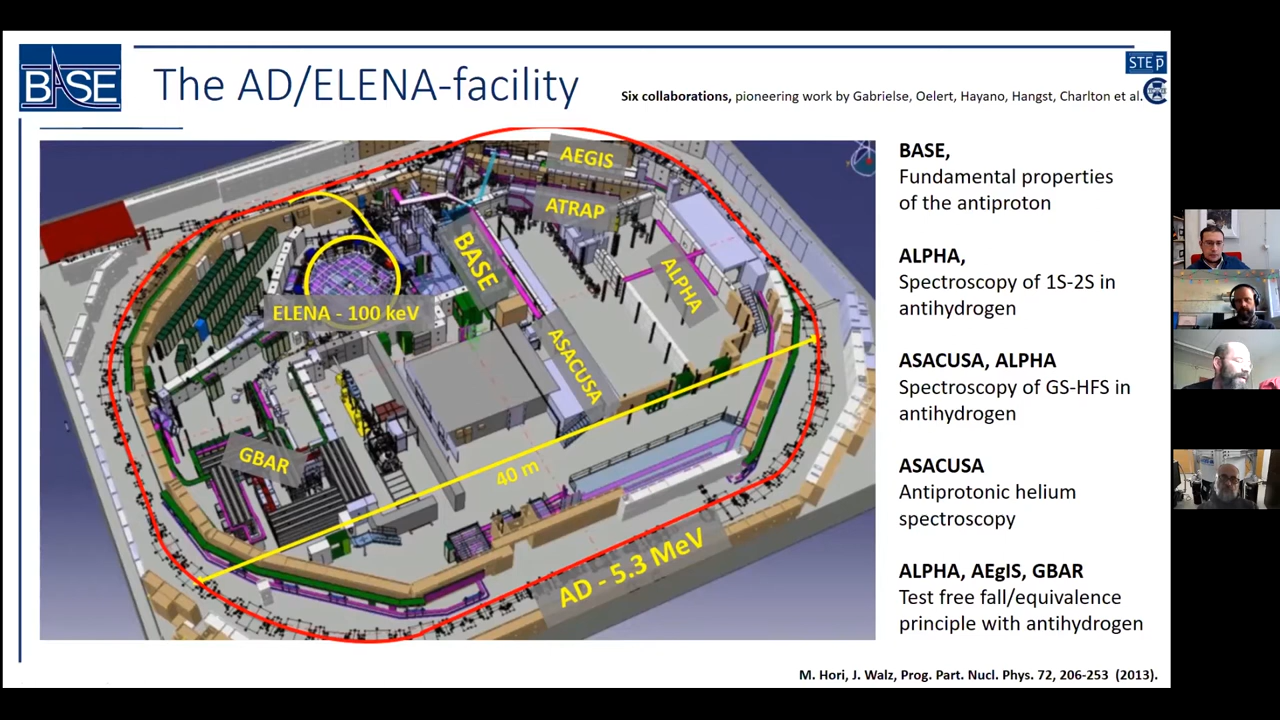 BASE
The AD/ELENA-facility
Six collaborations, pioneering work by Gabrielse, Oelert, Hayano, Hangst, Charlton et al.
STEp̄
AEGIS
ATRAP
BASE
ALPHA
ELENA - 100 keV
ASACUSA
GBAR
40 m
AD - 5.3 MeV
BASE,
Fundamental properties
of the antiproton
ALPHA,
Spectroscopy of 1S-2S in
antihydrogen
ASACUSA, ALPHA
Spectroscopy of GS-HFS in
antihydrogen
ASACUSA
Antiprotonic helium
spectroscopy
ALPHA, AEgIS, GBAR
Test free fall/equivalence
principle with antihydrogen
M. Hori, J. Walz, Prog. Part. Nucl. Phys. 72, 206-253 (2013).